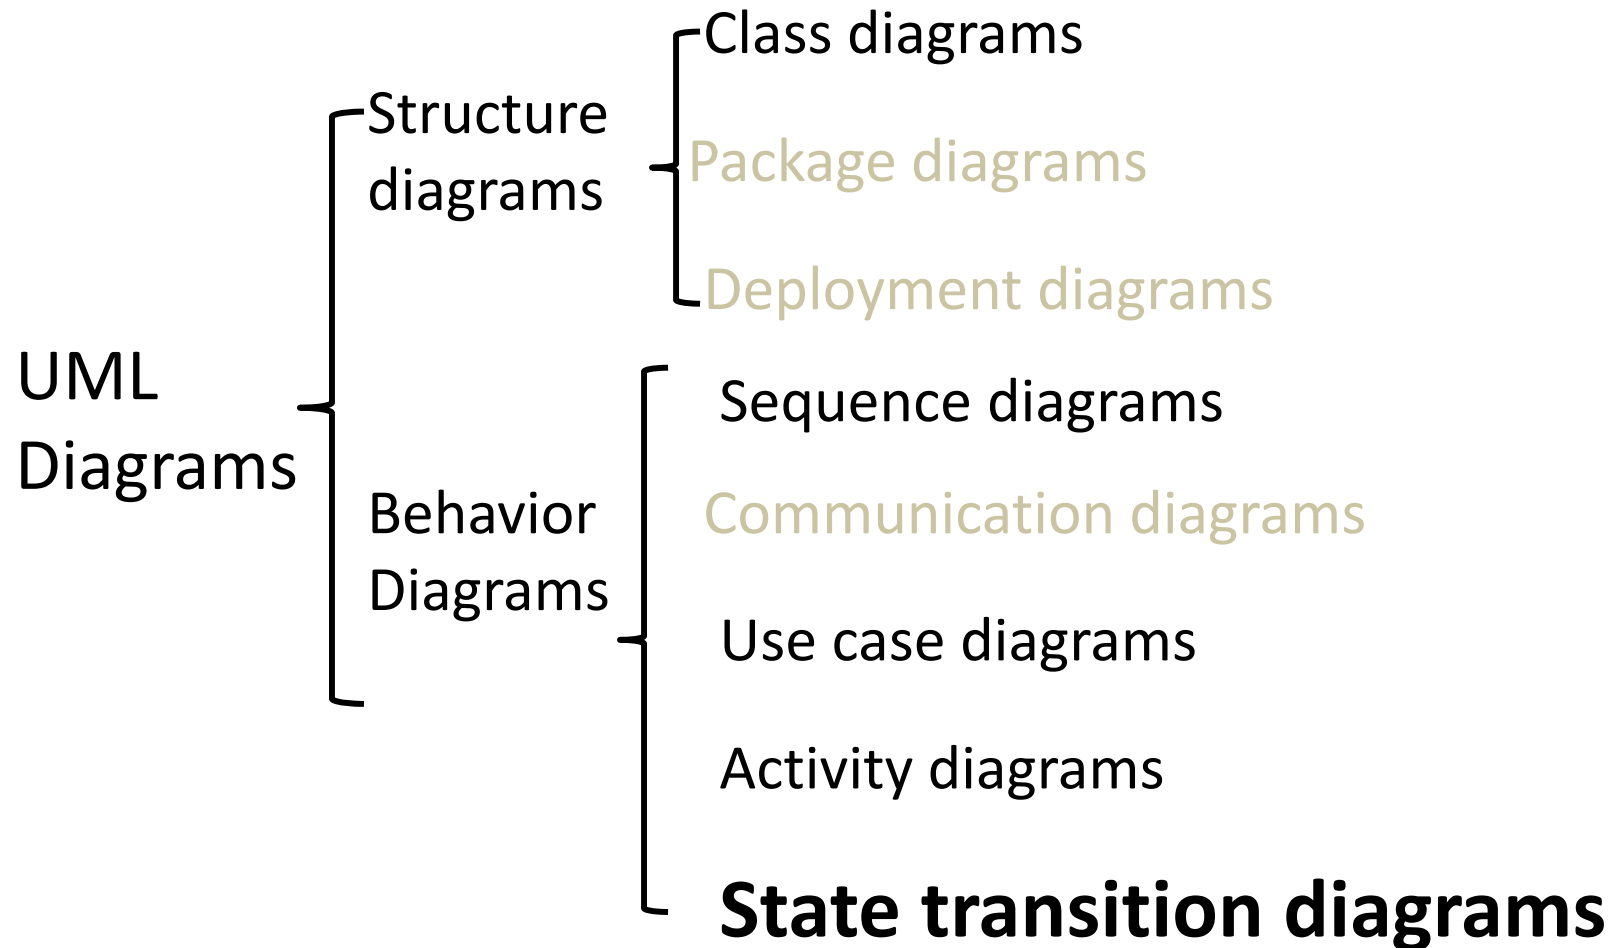 UML
Diagrams
Structure
diagrams
Class diagrams
Package diagrams
Deployment diagrams
Behavior
Diagrams
Sequence diagrams
Communication diagrams
Use case diagrams
Activity diagrams
State transition diagrams